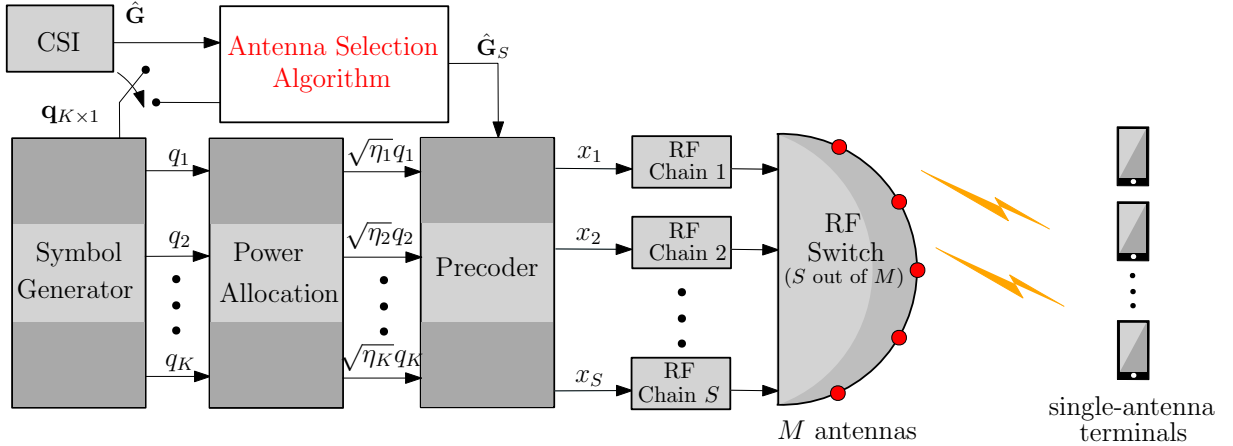 CSI
Ĝ
Antenna Selection
Algorithm
Ĝ_S
q_{K×1}
Symbol
Generator
q_1
q_2
q_K
Power
Allocation
√η_1 q_1
√η_2 q_2
√η_K q_K
Precoder
x_1
x_2
x_S
RF
Chain 1
RF
Chain 2
RF
Chain S
RF
Switch
(S out of M)
M antennas
single-antenna
terminals